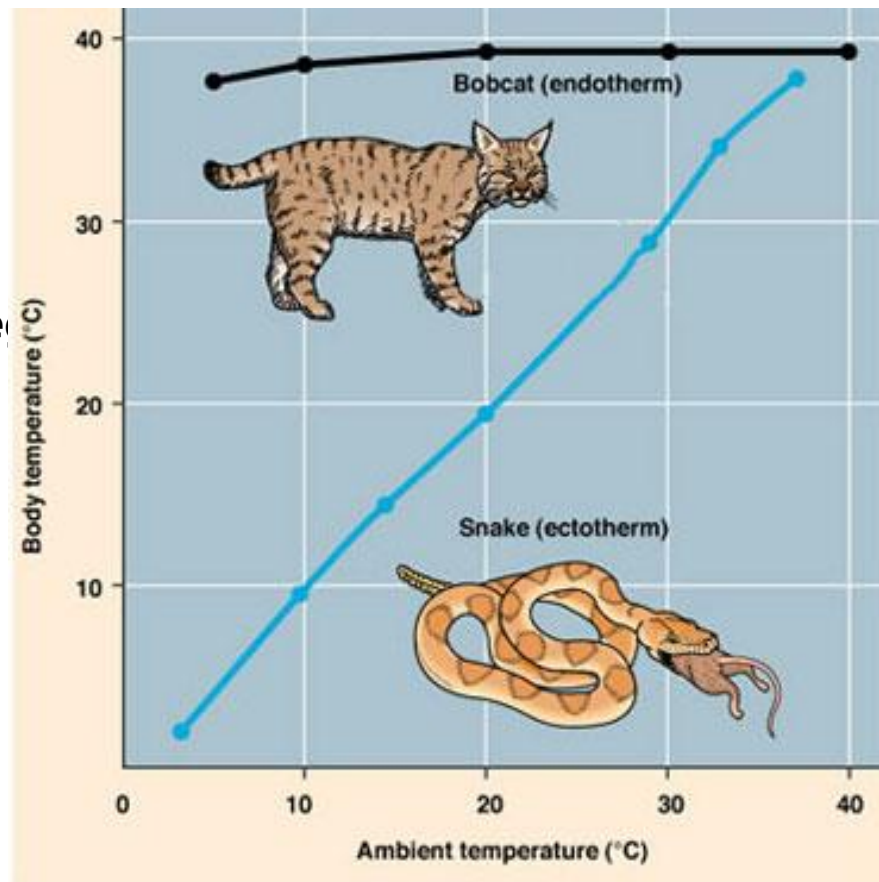 40
Bobcat (endotherm)
30
Body temperature (°C)
20
Snake (ectotherm)
10
0 10 20 30 40
Ambient temperature (°C)